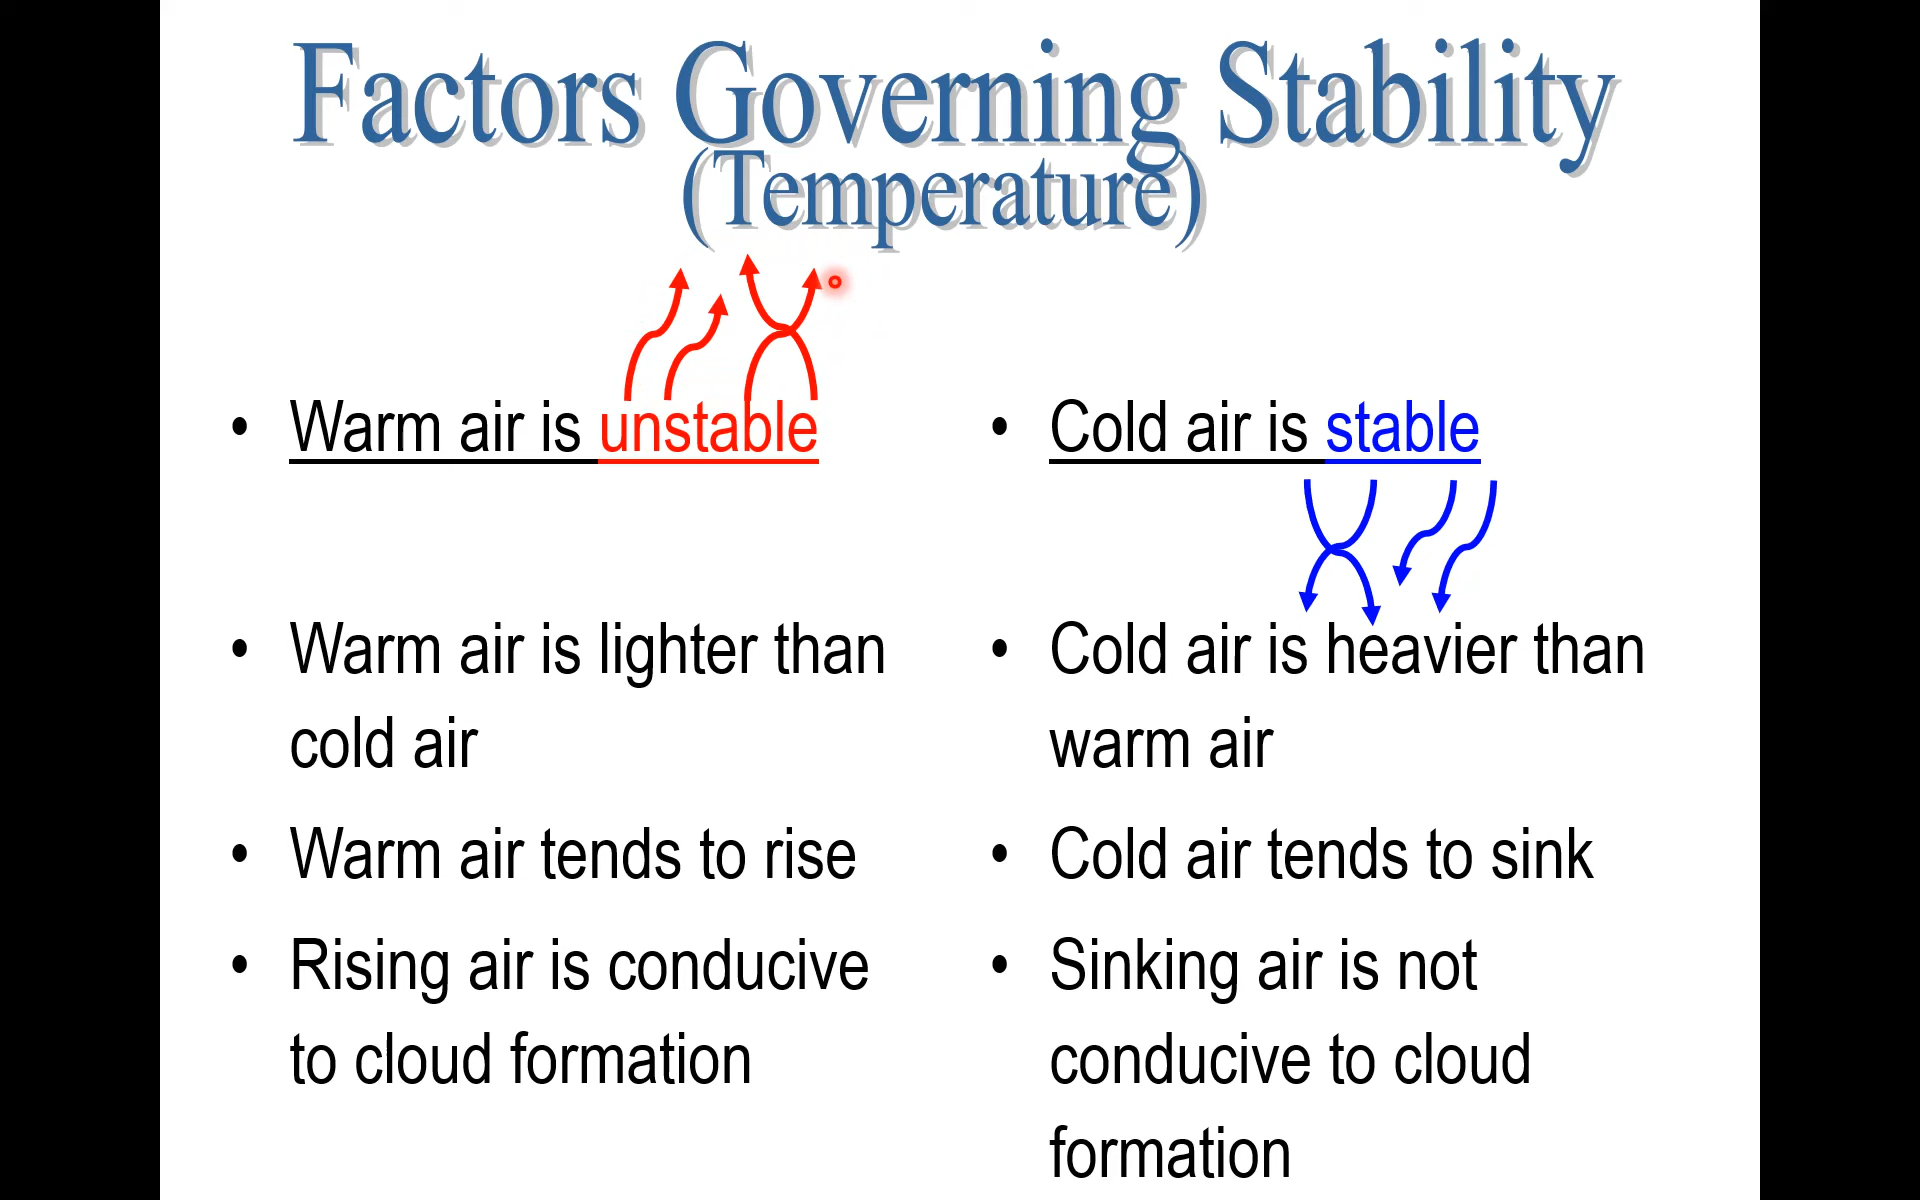 Factors Governing Stability
(Temperature)
• Warm air is unstable
• Warm air is lighter than
cold air
• Warm air tends to rise
• Rising air is conducive
to cloud formation
• Cold air is stable
• Cold air is heavier than
warm air
• Cold air tends to sink
• Sinking air is not
conducive to cloud
formation